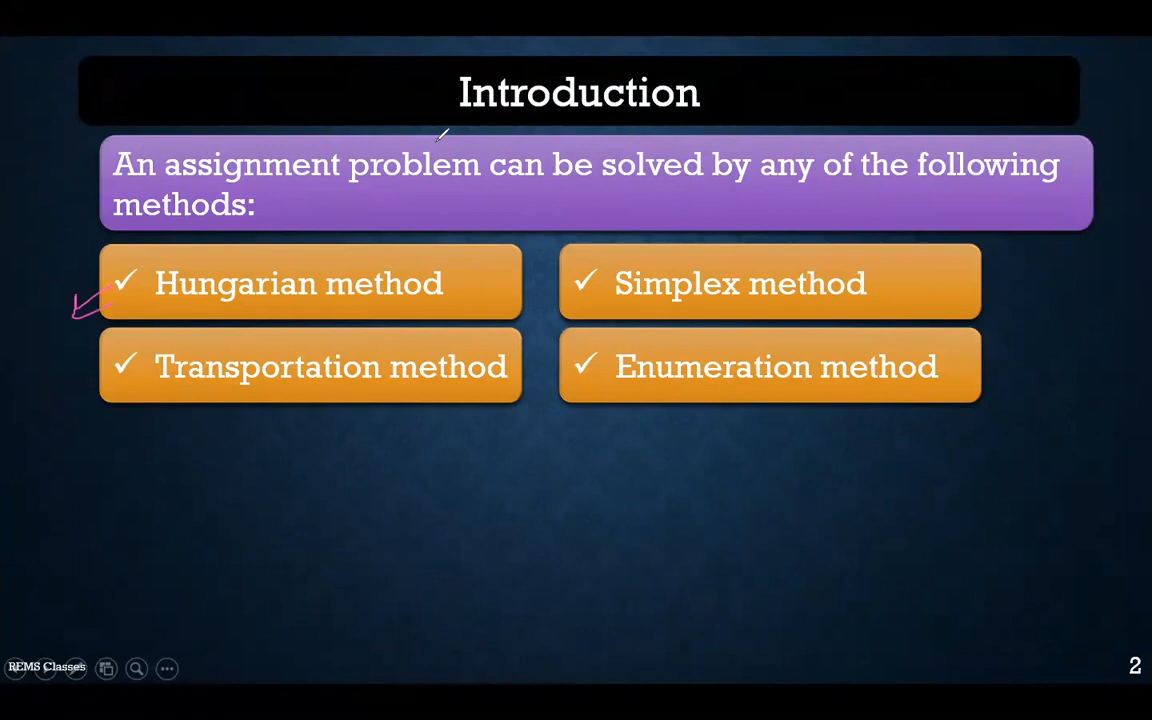 Introduction
An assignment problem can be solved by any of the following
methods:
✓ Hungarian method
✓ Simplex method
✓ Transportation method
✓ Enumeration method
REMS Classes
2